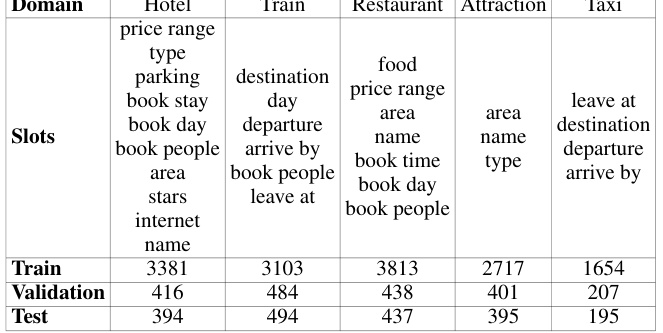 Domain Hotel Train Restaurant Attraction Taxi
Slots
price range
type
parking
book stay
book day
book people
area
stars
internet
name
destination
day
departure
arrive by
book people
leave at
food
price range
area
name
book time
book day
book people
area
name
type
leave at
destination
departure
arrive by
Train 3381 3103 3813 2717 1654
Validation 416 484 438 401 207
Test 394 494 437 395 195